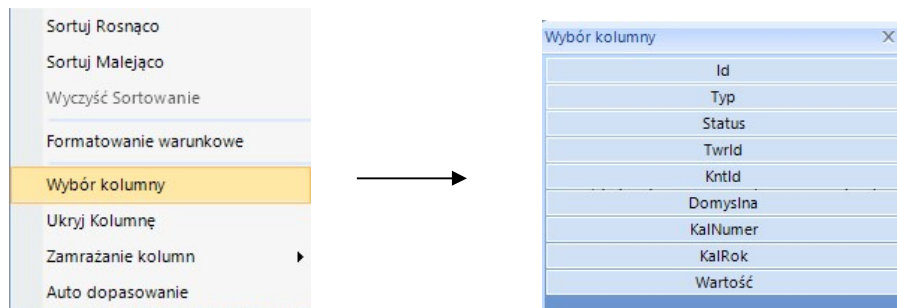 Sortuj Rosnąco
Sortuj Malejąco
Wyczyść Sortowanie
Formatowanie warunkowe
Wybór kolumny
Ukryj Kolumnę
Zamrażanie kolumn
Auto dopasowanie
Wybór kolumny
Id
Typ
Status
TwrId
KntId
Domyslna
KalNumer
KalRok
Wartość